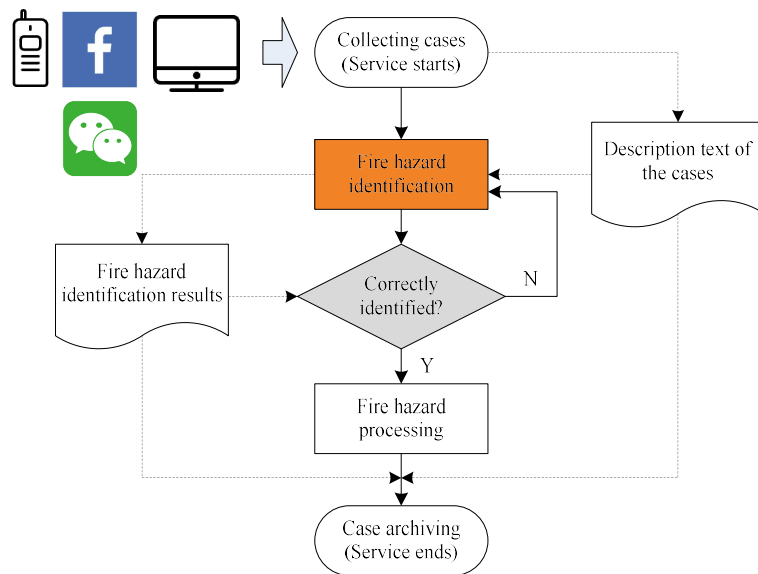 Collecting cases
(Service starts)
Fire hazard
identification
Description text of
the cases
Fire hazard
identification results
Correctly
identified?
N
Y
Fire hazard
processing
Case archiving
(Service ends)